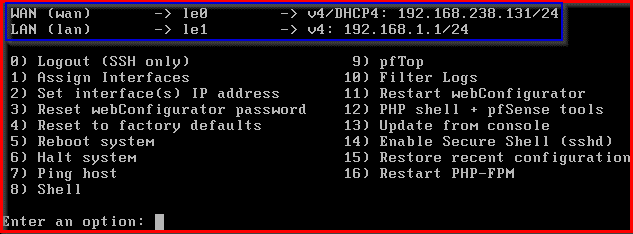 WAN (wan) -> le0 -> v4/DHCP4: 192.168.238.131/24
LAN (lan) -> le1 -> v4: 192.168.1.1/24
0) Logout (SSH only) 9) pfTop
1) Assign Interfaces 10) Filter Logs
2) Set interface(s) IP address 11) Restart webConfigurator
3) Reset webConfigurator password 12) PHP shell + pfSense tools
4) Reset to factory defaults 13) Update from console
5) Reboot system 14) Enable Secure Shell (sshd)
6) Halt system 15) Restore recent configuration
7) Ping host 16) Restart PHP-FPM
8) Shell
Enter an option: